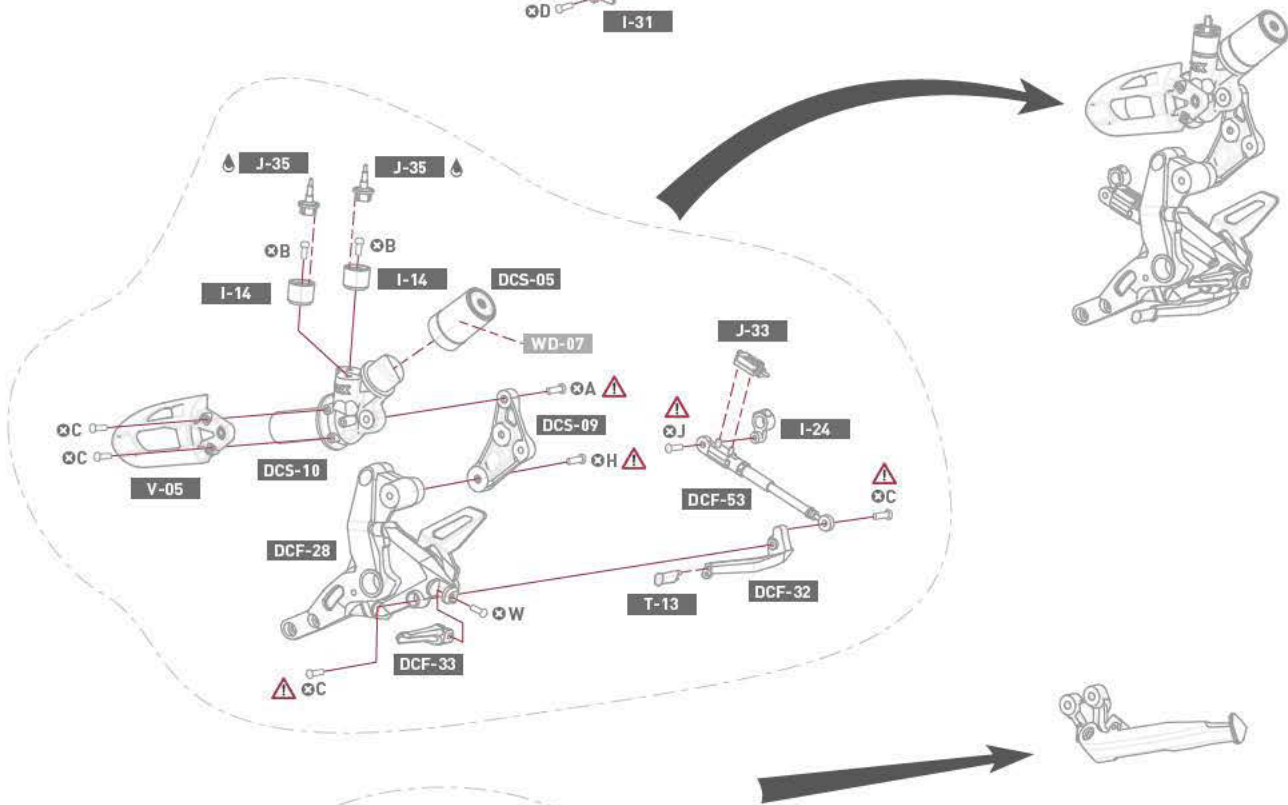 D
I-31
J-35
J-35
B
B
I-14
I-14
DCS-05
WD-07
J-33
A
C
DCS-09
J
I-24
C
DCS-10
H
C
V-05
DCF-53
DCF-28
DCF-32
T-13
W
DCF-33
C